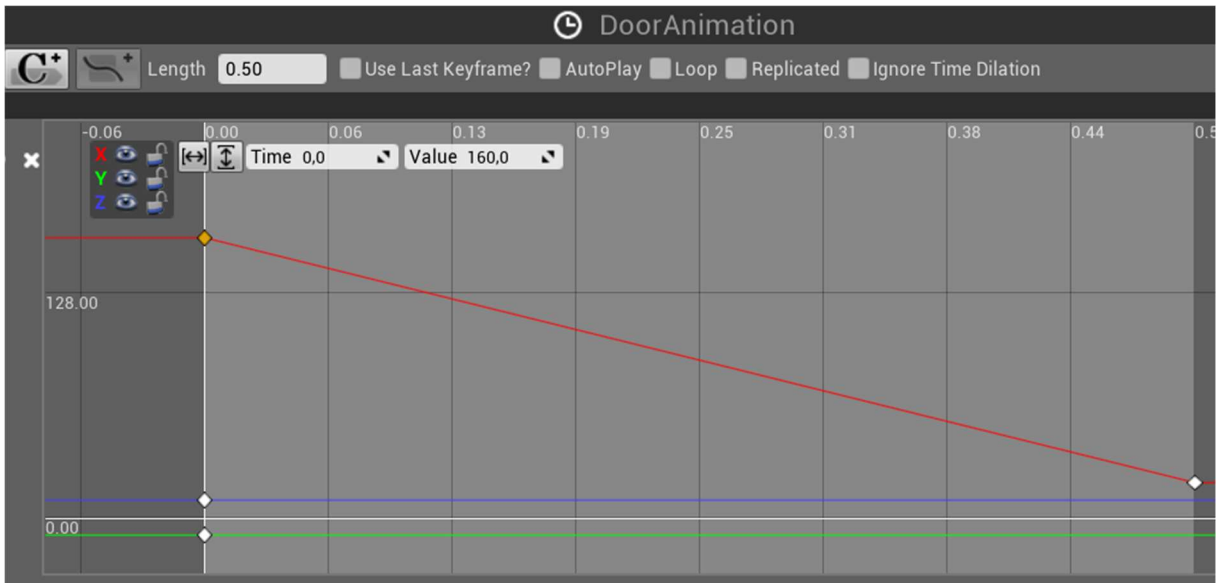 DoorAnimation
C+ Length 0.50 Use Last Keyframe? AutoPlay Loop Replicated Ignore Time Dilation
-0.06 0.00 0.06 0.13 0.19 0.25 0.31 0.38 0.44
X Time 0,0 Value 160,0
Y
Z
128.00
0.00